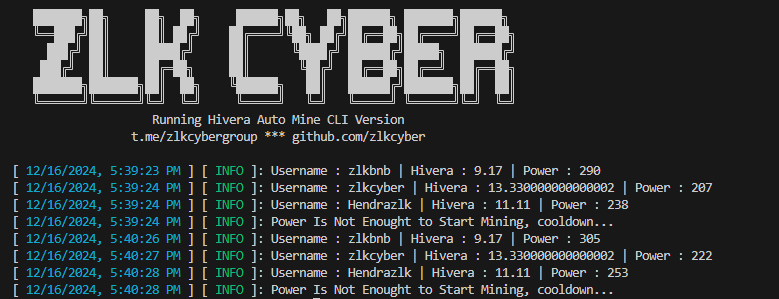 ZLK CYBER
Running Hivera Auto Mine CLI Version
t.me/zlkcybergroup *** github.com/zlkcyber
[ 12/16/2024, 5:39:23 PM ] [ INFO ]: Username : zlkbnb | Hivera : 9.17 | Power : 290
[ 12/16/2024, 5:39:24 PM ] [ INFO ]: Username : zlkcyber | Hivera : 13.330000000000002 | Power : 207
[ 12/16/2024, 5:39:24 PM ] [ INFO ]: Username : Hendrazlk | Hivera : 11.11 | Power : 238
[ 12/16/2024, 5:39:24 PM ] [ INFO ]: Power Is Not Enought to Start Mining, cooldown...
[ 12/16/2024, 5:40:26 PM ] [ INFO ]: Username : zlkbnb | Hivera : 9.17 | Power : 305
[ 12/16/2024, 5:40:27 PM ] [ INFO ]: Username : zlkcyber | Hivera : 13.330000000000002 | Power : 222
[ 12/16/2024, 5:40:28 PM ] [ INFO ]: Username : Hendrazlk | Hivera : 11.11 | Power : 253
[ 12/16/2024, 5:40:28 PM ] [ INFO ]: Power Is Not Enought to Start Mining, cooldown...